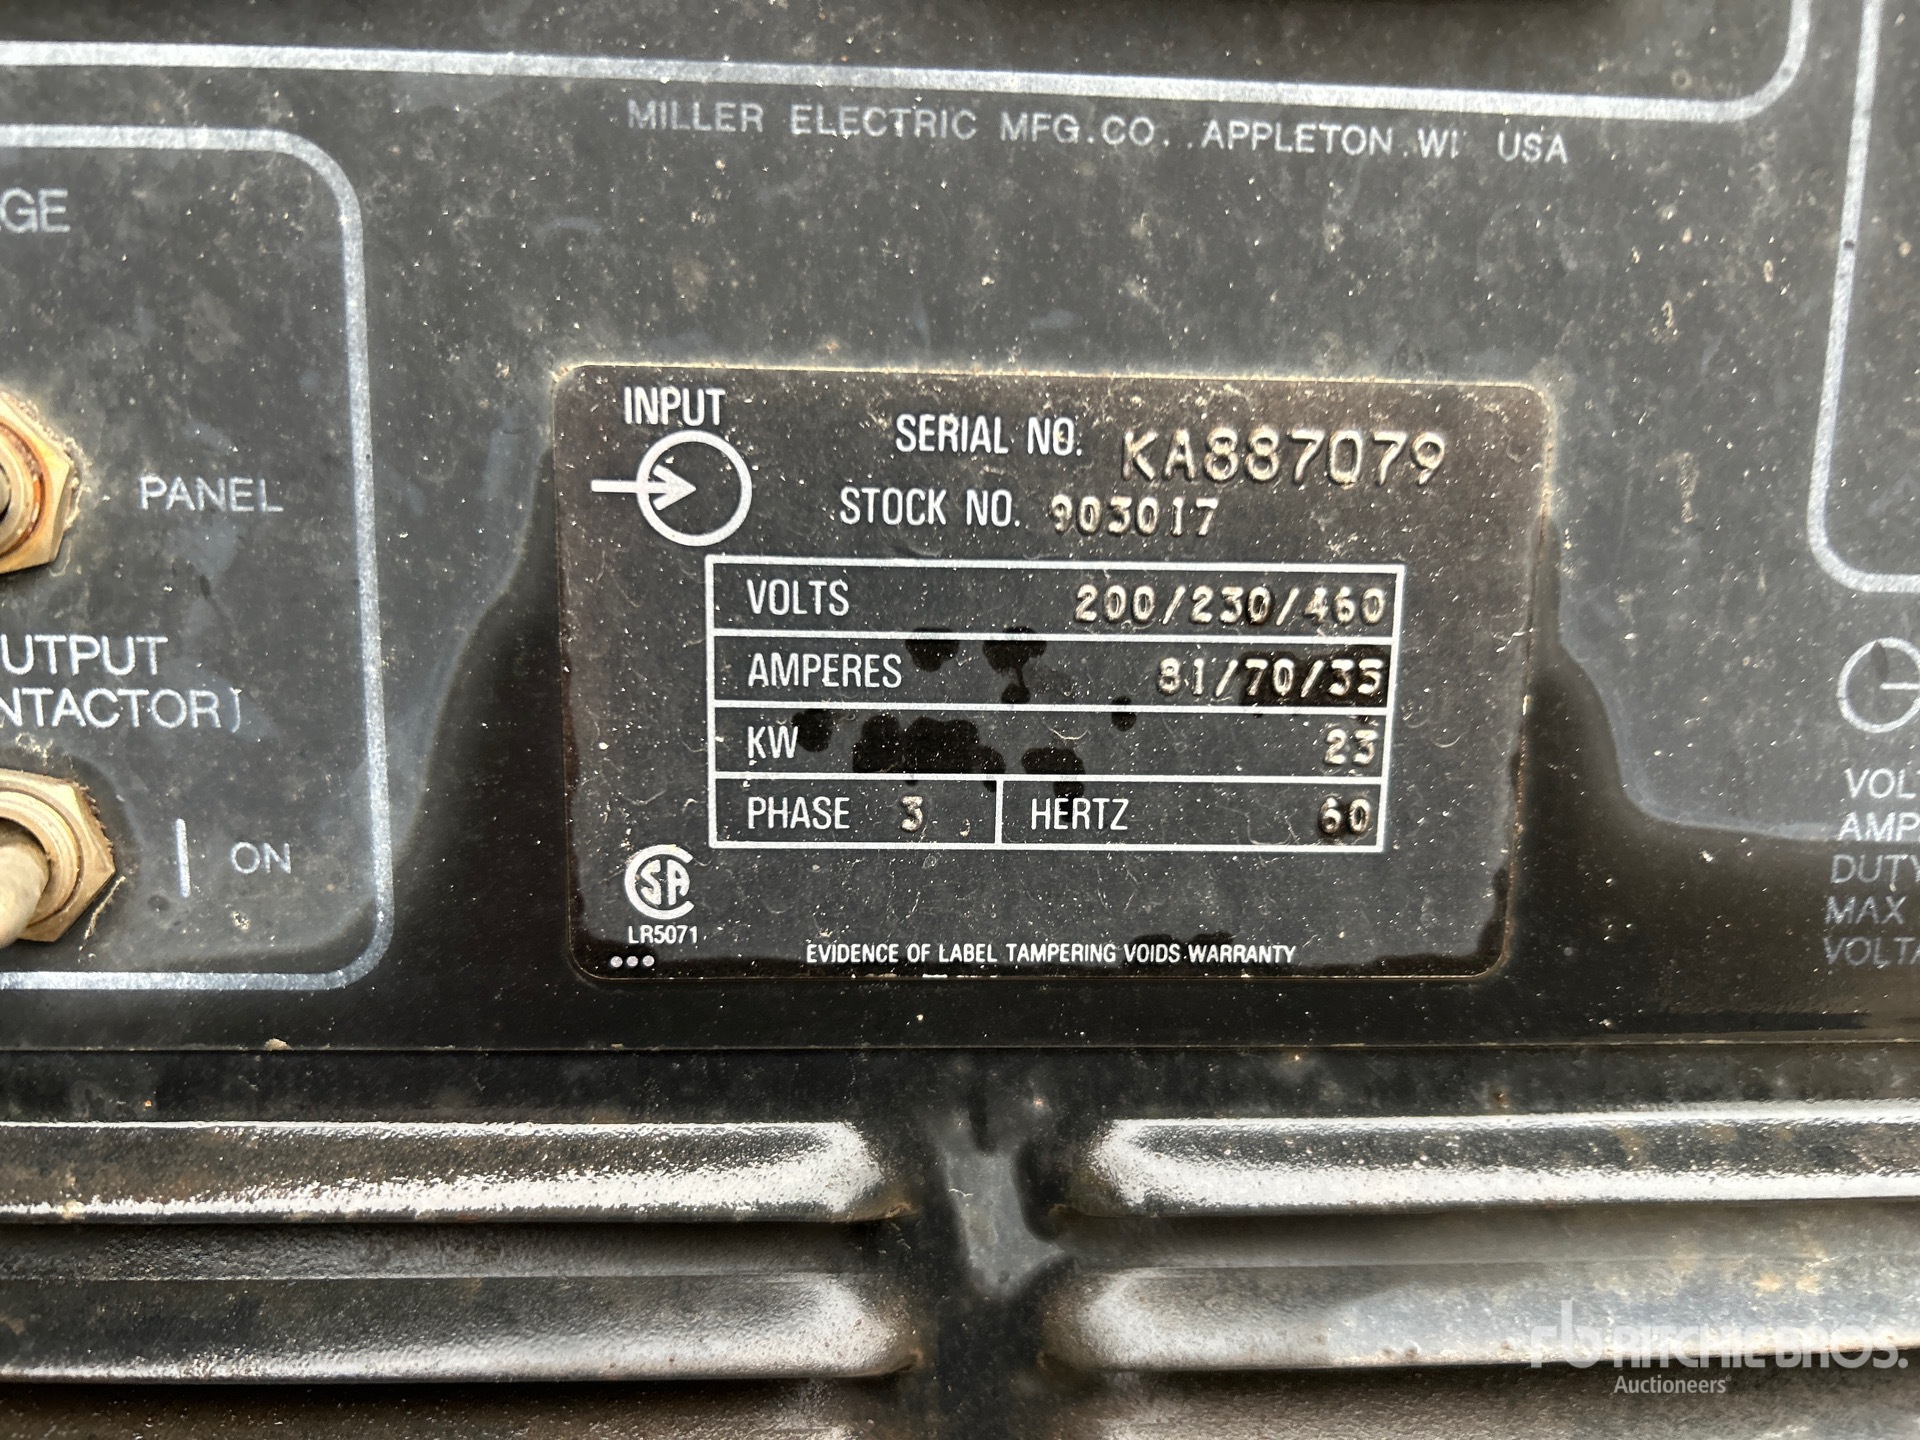 MILLER ELECTRIC MFG. CO., APPLETON, WI USA
GE
PANEL
UTPUT
NTACTOR)
ON
INPUT
SERIAL NO. KA887079
STOCK NO. 903017
VOLTS 200/230/460
AMPERES 81/70/35
KW 23
PHASE 3 HERTZ 60
CSA
LR5071
EVIDENCE OF LABEL TAMPERING VOIDS WARRANTY
VOL
AMP
DUTY
MAX
VOLTA
RITCHIE BROS.
Auctioneers